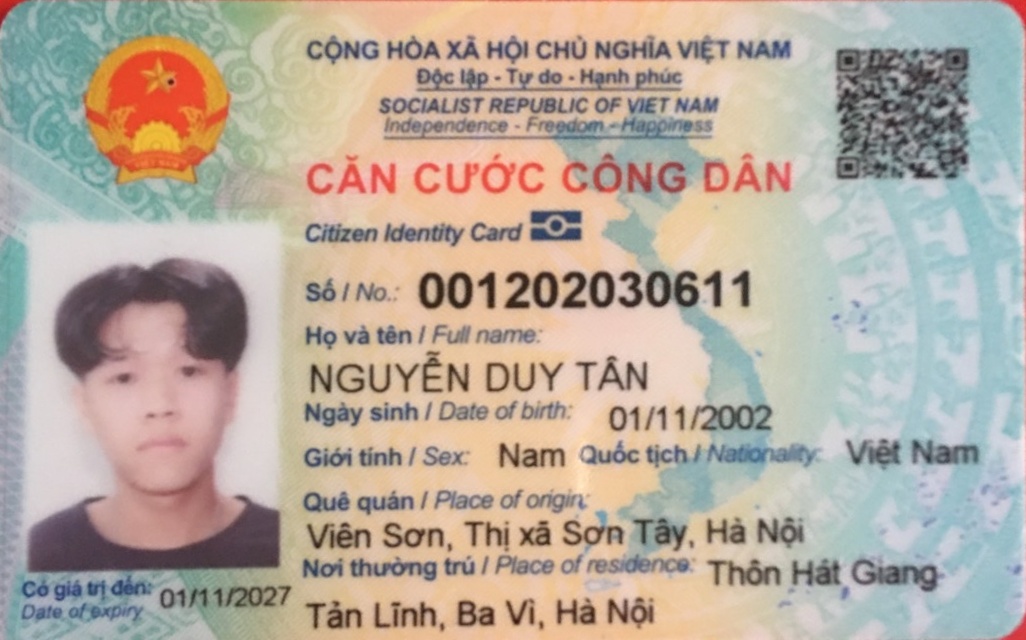 CỘNG HÒA XÃ HỘI CHỦ NGHĨA VIỆT NAM
Độc lập - Tự do - Hạnh phúc
SOCIALIST REPUBLIC OF VIET NAM
Independence - Freedom - Happiness
CĂN CƯỚC CÔNG DÂN
Citizen Identity Card
Số / No.: 001202030611
Họ và tên / Full name:
NGUYỄN DUY TÂN
Ngày sinh / Date of birth: 01/11/2002
Giới tính / Sex: Nam Quốc tịch / Nationality: Việt Nam
Quê quán / Place of origin:
Viên Sơn, Thị xã Sơn Tây, Hà Nội
Nơi thường trú / Place of residence: Thôn Hát Giang
Tản Lĩnh, Ba Vì, Hà Nội
Có giá trị đến: 01/11/2027
Date of expiry